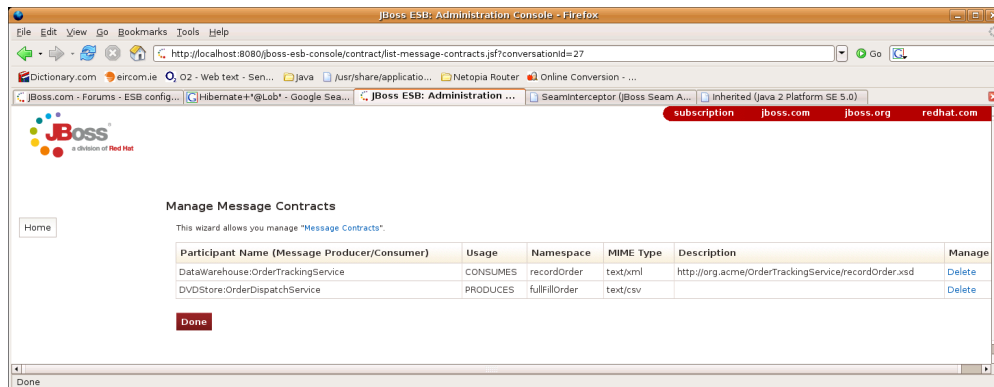 JBoss ESB: Administration Console - Firefox
File Edit View Go Bookmarks Tools Help
http://localhost:8080/jboss-esb-console/contract/list-message-contracts.jsf?conversationId=27
Go
Dictionary.com eircom.ie O2 - Web text - Sen... Java /usr/share/applicatio... Netopia Router Online Conversion - ...
JBoss.com - Forums - ESB config... Hibernate+"@Lob" - Google Sea... JBoss ESB: Administration ... SeamInterceptor (JBoss Seam A... Inherited (Java 2 Platform SE 5.0)
subscription jboss.com jboss.org redhat.com
JBoss
a division of Red Hat
Manage Message Contracts
Home
This wizard allows you manage "Message Contracts".
Participant Name (Message Producer/Consumer) Usage Namespace MIME Type Description Manage
DataWarehouse:OrderTrackingService CONSUMES recordOrder text/xml http://org.acme/OrderTrackingService/recordOrder.xsd Delete
DVDStore:OrderDispatchService PRODUCES fullFillOrder text/csv Delete
Done
Done